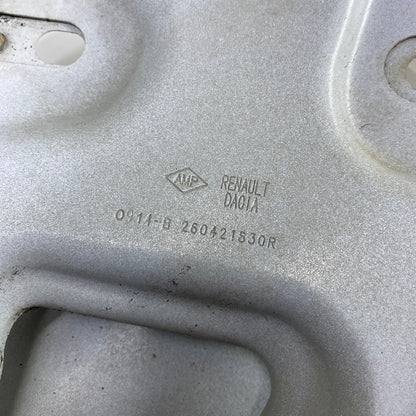 AMP RENAULT
DACIA
0914-B 260421830R